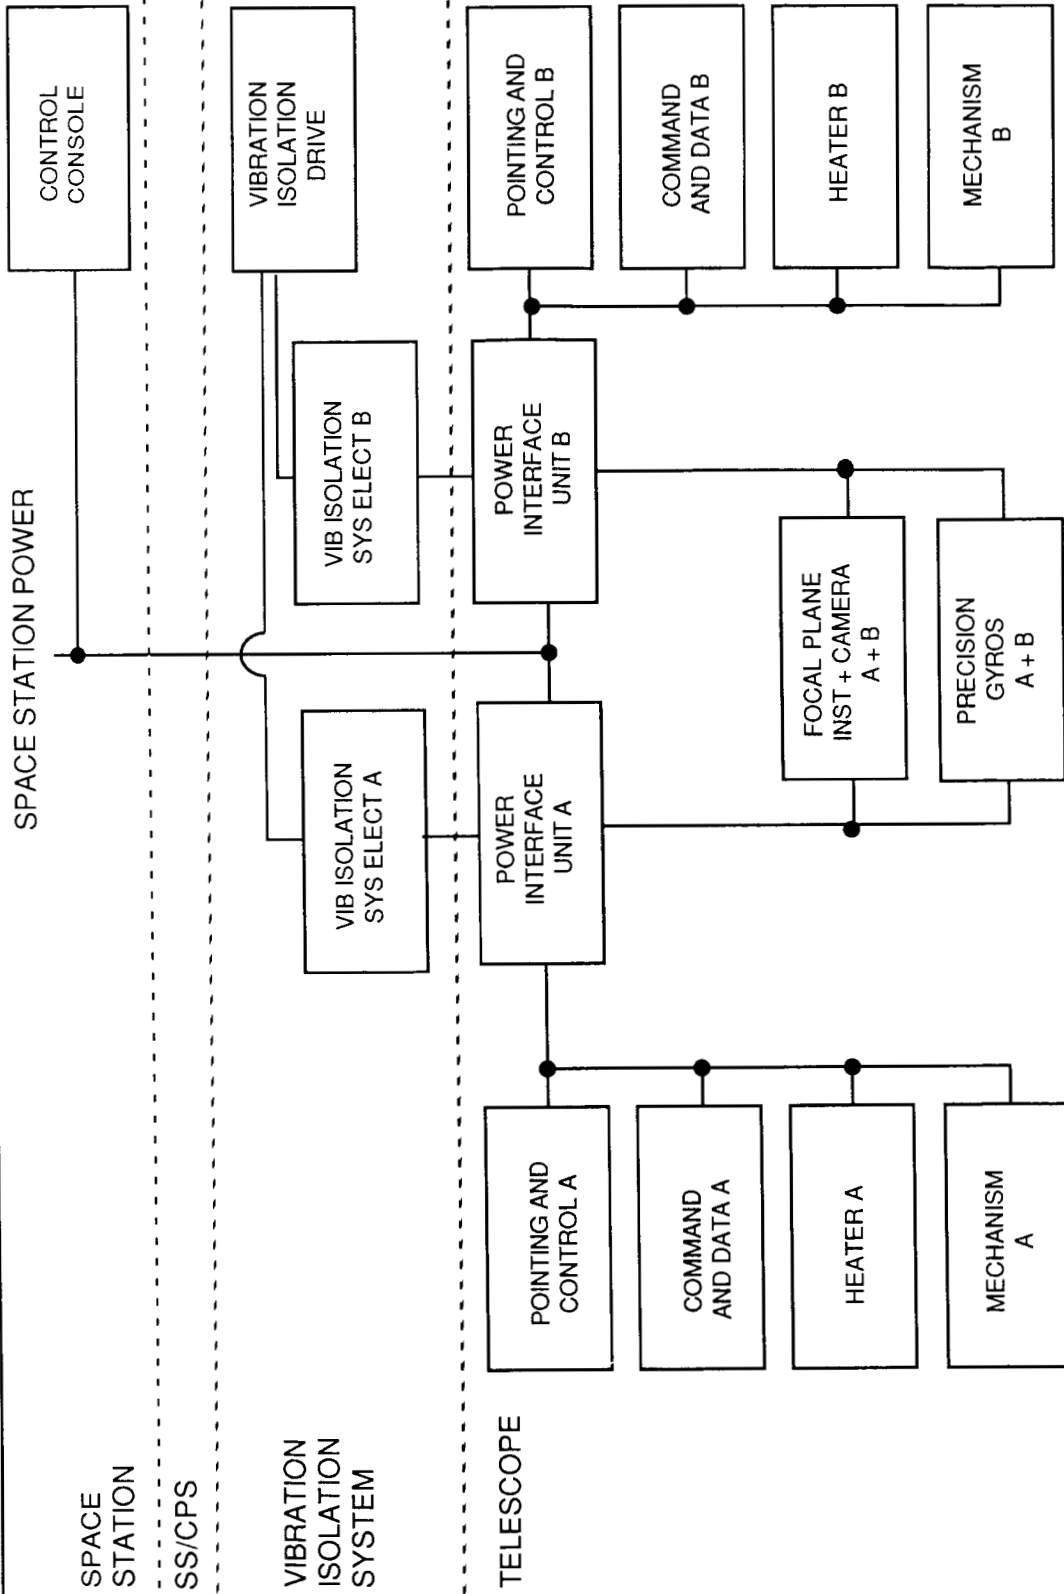 SPACE STATION POWER
SPACE
STATION
CONTROL
CONSOLE
SS/CPS
VIBRATION
ISOLATION
SYSTEM
VIB ISOLATION
SYS ELECT A
VIB ISOLATION
SYS ELECT B
VIBRATION
ISOLATION
DRIVE
TELESCOPE
POINTING AND
CONTROL A
POWER
INTERFACE
UNIT A
POWER
INTERFACE
UNIT B
POINTING AND
CONTROL B
COMMAND
AND DATA A
COMMAND
AND DATA B
HEATER A
FOCAL PLANE
INST + CAMERA
A + B
HEATER B
MECHANISM
A
PRECISION
GYROS
A + B
MECHANISM
B